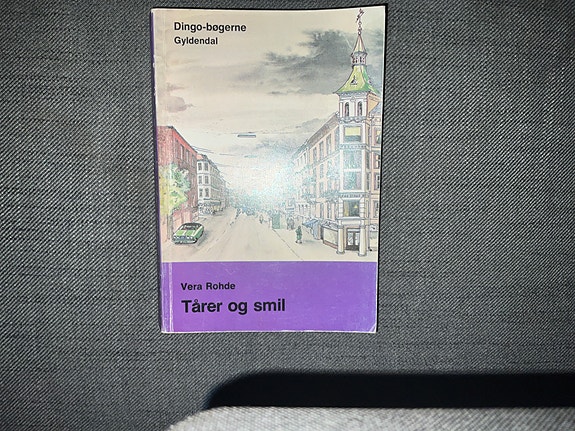 Dingo-bøgerne
Gyldendal
Vera Rohde
Tårer og smil